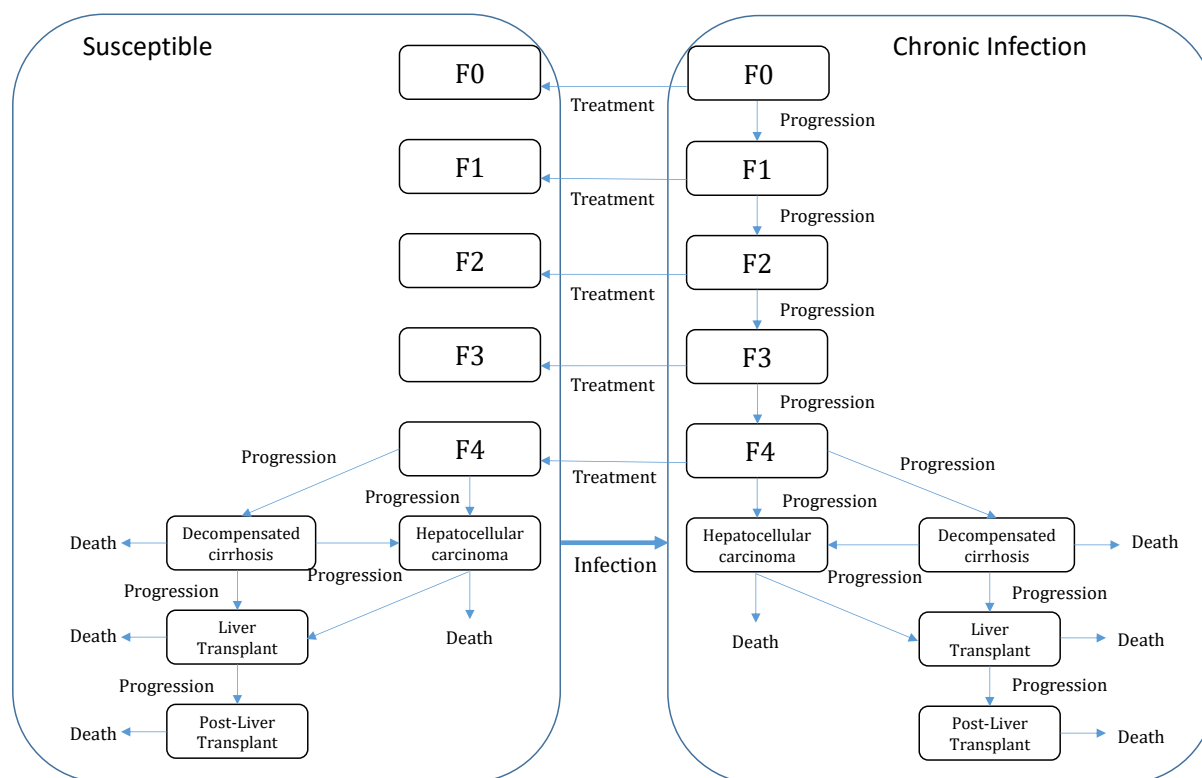 Susceptible
Chronic Infection
F0
F0
Treatment
Progression
F1
F1
Treatment
Progression
F2
F2
Treatment
Progression
F3
F3
Treatment
Progression
F4
F4
Progression
Treatment
Progression
Progression
Progression
Decompensated
cirrhosis
Hepatocellular
carcinoma
Hepatocellular
carcinoma
Decompensated
cirrhosis
Death
Death
Infection
Progression
Progression
Progression
Progression
Liver
Transplant
Liver
Transplant
Death
Death
Death
Death
Progression
Progression
Post-Liver
Transplant
Post-Liver
Transplant
Death
Death